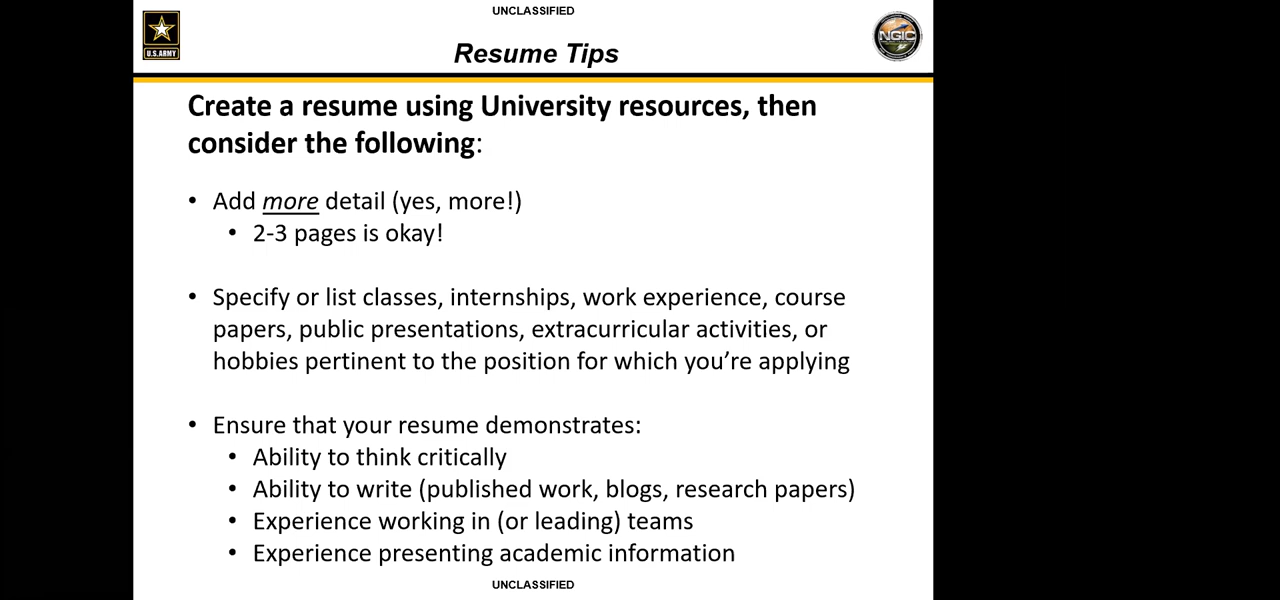 UNCLASSIFIED
U.S.ARMY
NGIC
Resume Tips
Create a resume using University resources, then
consider the following:
• Add more detail (yes, more!)
• 2-3 pages is okay!
• Specify or list classes, internships, work experience, course
papers, public presentations, extracurricular activities, or
hobbies pertinent to the position for which you’re applying
• Ensure that your resume demonstrates:
• Ability to think critically
• Ability to write (published work, blogs, research papers)
• Experience working in (or leading) teams
• Experience presenting academic information
UNCLASSIFIED